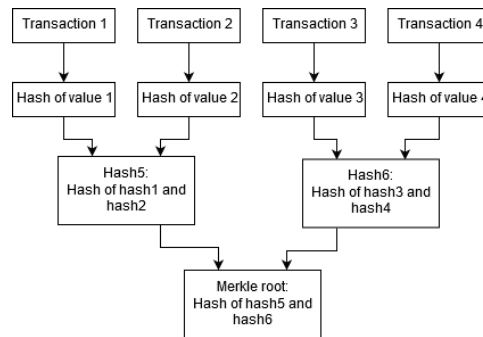 Transaction 1
Transaction 2
Transaction 3
Transaction 4
Hash of value 1
Hash of value 2
Hash of value 3
Hash of value 4
Hash5:
Hash of hash1 and
hash2
Hash6:
Hash of hash3 and
hash4
Merkle root:
Hash of hash5 and
hash6